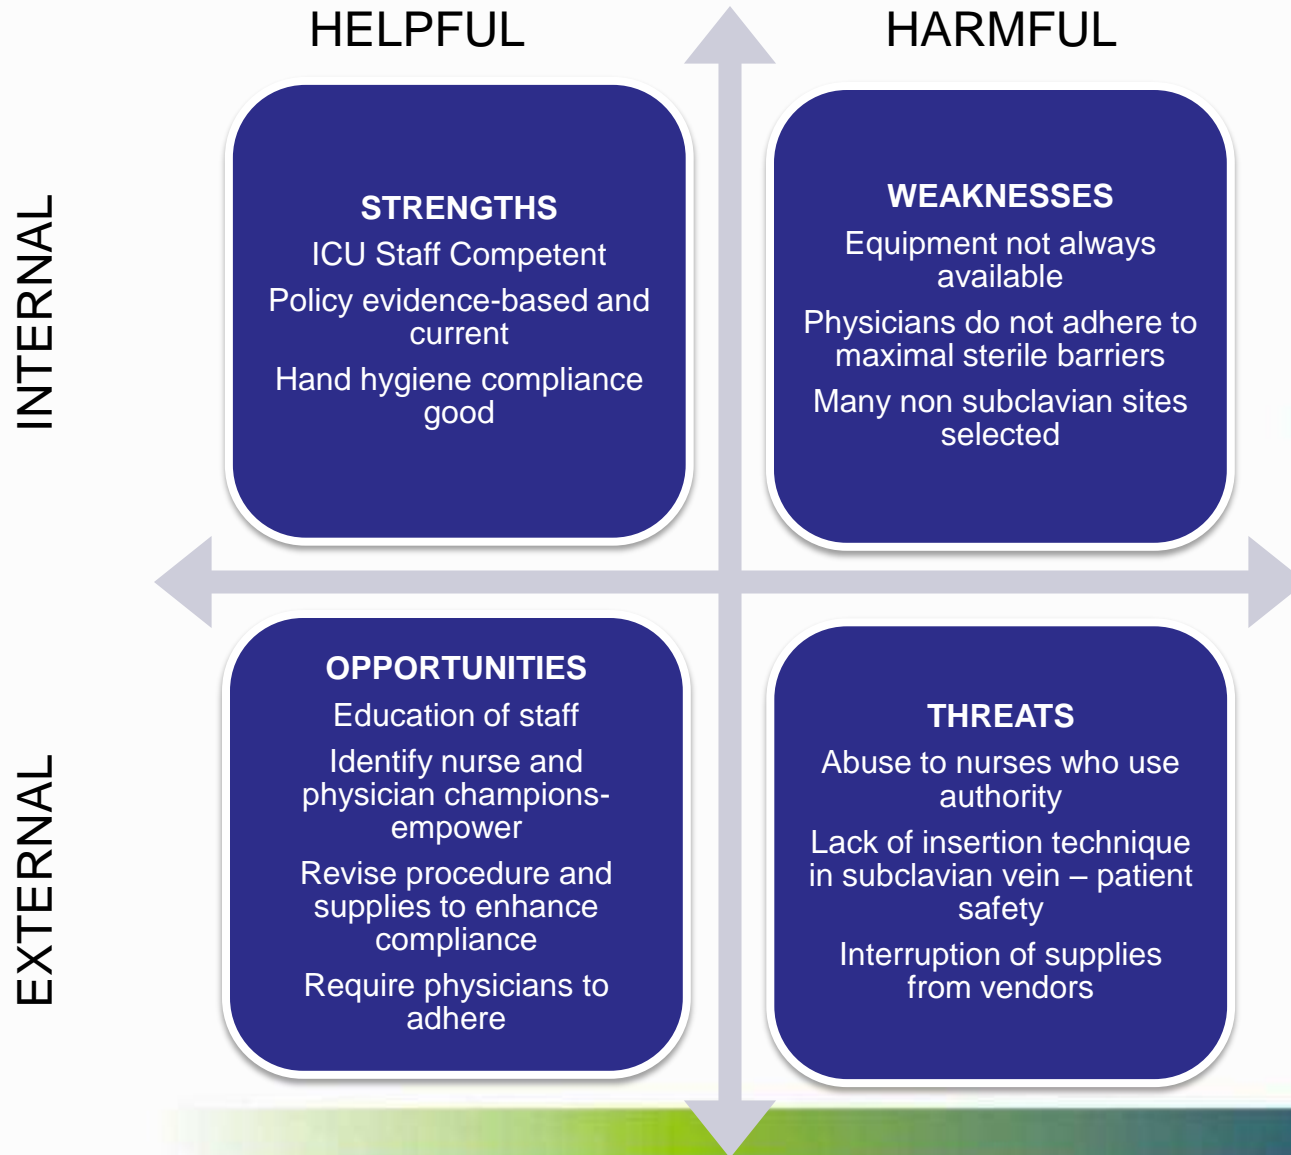 HELPFUL
HARMFUL
INTERNAL
STRENGTHS
ICU Staff Competent
Policy evidence-based and
current
Hand hygiene compliance
good
WEAKNESSES
Equipment not always
available
Physicians do not adhere to
maximal sterile barriers
Many non subclavian sites
selected
EXTERNAL
OPPORTUNITIES
Education of staff
Identify nurse and
physician champions-
empower
Revise procedure and
supplies to enhance
compliance
Require physicians to
adhere
THREATS
Abuse to nurses who use
authority
Lack of insertion technique
in subclavian vein – patient
safety
Interruption of supplies
from vendors